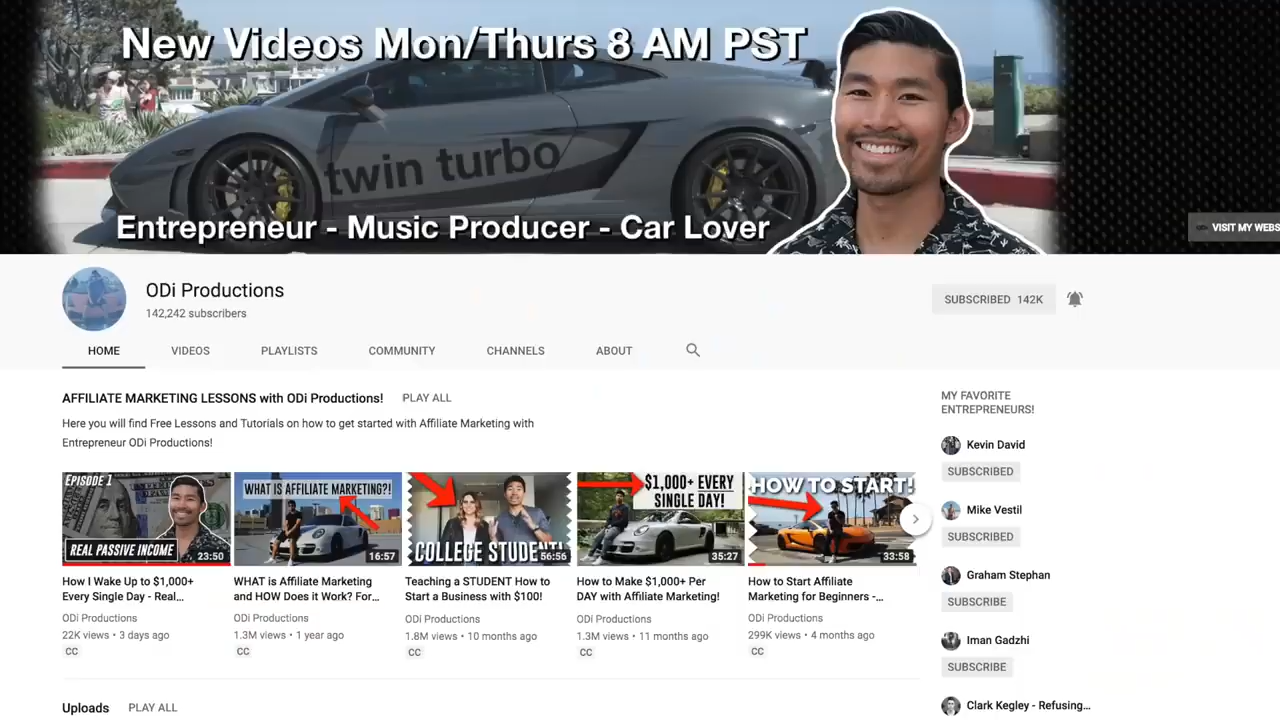 New Videos Mon/Thurs 8 AM PST
twin turbo
Entrepreneur - Music Producer - Car Lover
VISIT MY WEBS
ODi Productions
142,242 subscribers
SUBSCRIBED 142K
HOME VIDEOS PLAYLISTS COMMUNITY CHANNELS ABOUT
AFFILIATE MARKETING LESSONS with ODi Productions! PLAY ALL
Here you will find Free Lessons and Tutorials on how to get started with Affiliate Marketing with
Entrepreneur ODi Productions!
EPISODE 1
REAL PASSIVE INCOME
23:50
How I Wake Up to $1,000+
Every Single Day - Real...
ODi Productions
22K views • 3 days ago
CC
WHAT IS AFFILIATE MARKETING?!
16:57
WHAT is Affiliate Marketing
and HOW Does it Work? For...
ODi Productions
1.3M views • 1 year ago
CC
COLLEGE STUDENT!
56:56
Teaching a STUDENT How to
Start a Business with $100!
ODi Productions
1.8M views • 10 months ago
CC
$1,000+ EVERY
SINGLE DAY!
35:27
How to Make $1,000+ Per
DAY with Affiliate Marketing!
ODi Productions
1.3M views • 11 months ago
CC
HOW TO START!
33:58
How to Start Affiliate
Marketing for Beginners -...
ODi Productions
299K views • 4 months ago
CC
MY FAVORITE
ENTREPRENEURS!
Kevin David
SUBSCRIBED
Mike Vestil
SUBSCRIBED
Graham Stephan
SUBSCRIBE
Iman Gadzhi
SUBSCRIBE
Clark Kegley - Refusing...
Uploads PLAY ALL